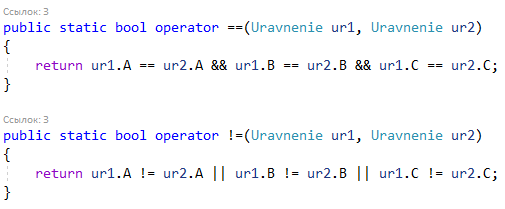 Ссылок: 3
public static bool operator ==(Uravnenie ur1, Uravnenie ur2)
{
    return ur1.A == ur2.A && ur1.B == ur2.B && ur1.C == ur2.C;
}
Ссылок: 3
public static bool operator !=(Uravnenie ur1, Uravnenie ur2)
{
    return ur1.A != ur2.A || ur1.B != ur2.B || ur1.C != ur2.C;
}